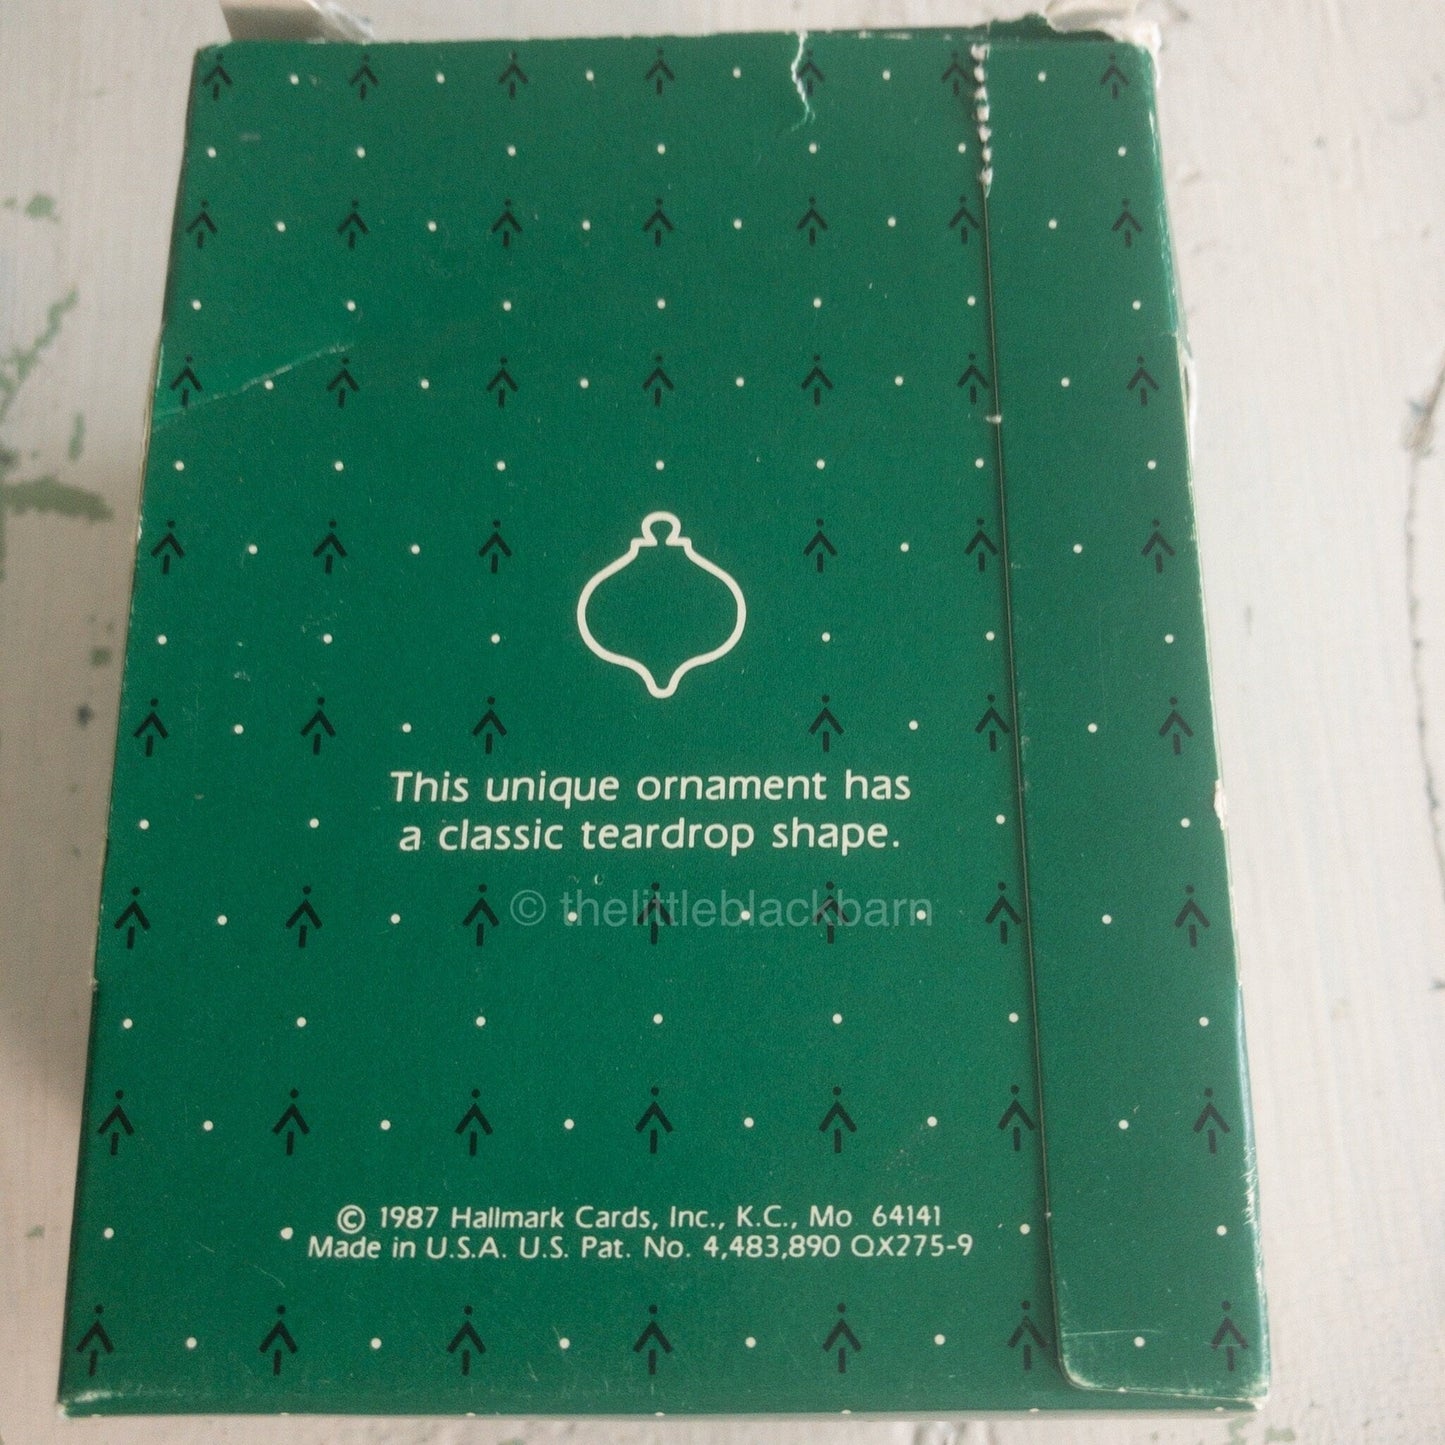 This unique ornament has
a classic teardrop shape.
© thelittleblackbarn
© 1987 Hallmark Cards, Inc., K.C., Mo 64141
Made in U.S.A. U.S. Pat. No. 4,483,890 QX275-9